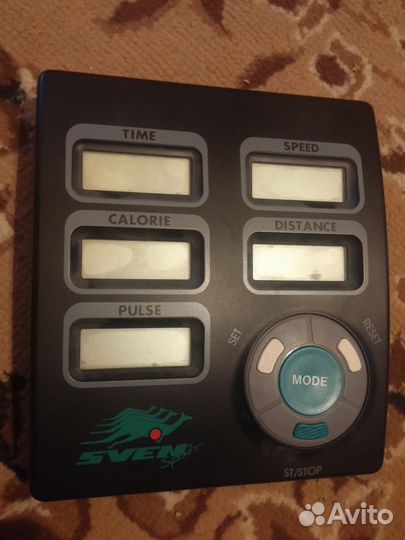 TIME
SPEED
CALORIE
DISTANCE
PULSE
SET
RESET
MODE
SVEN
ST/STOP
Avito